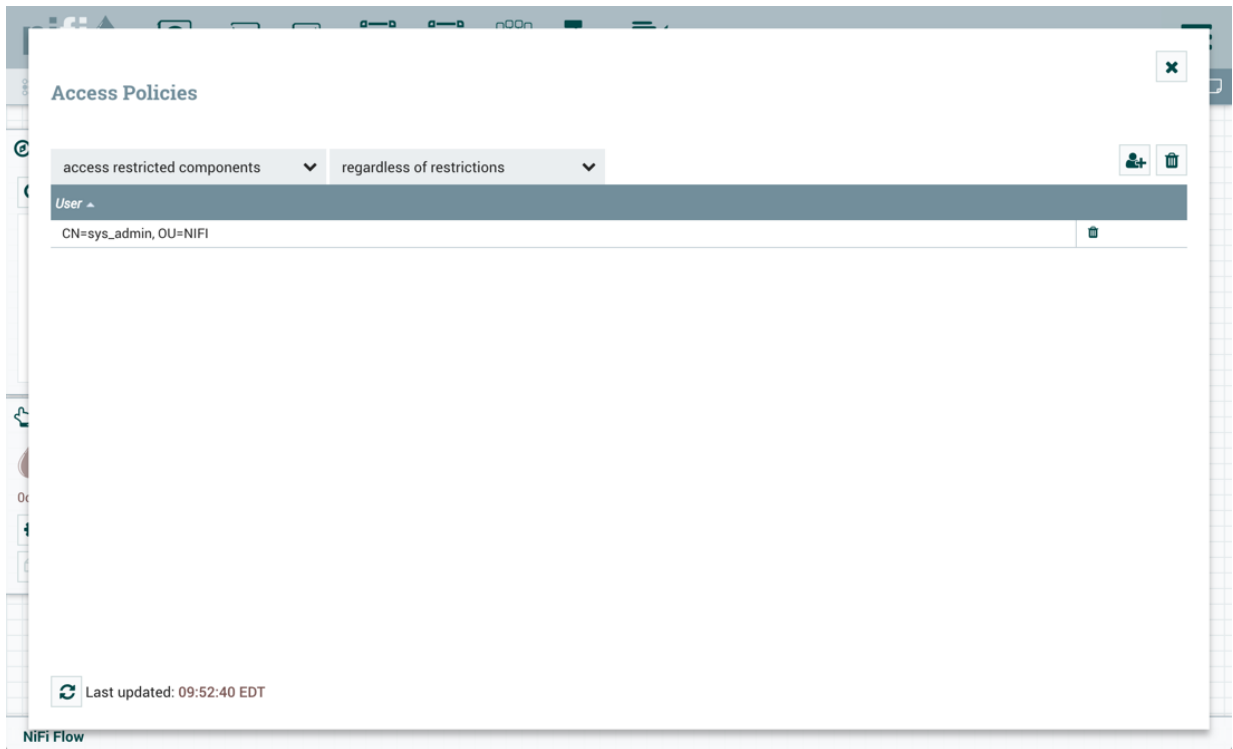 Access Policies
access restricted components
regardless of restrictions
User
CN=sys_admin, OU=NIFI
Last updated: 09:52:40 EDT
NiFi Flow